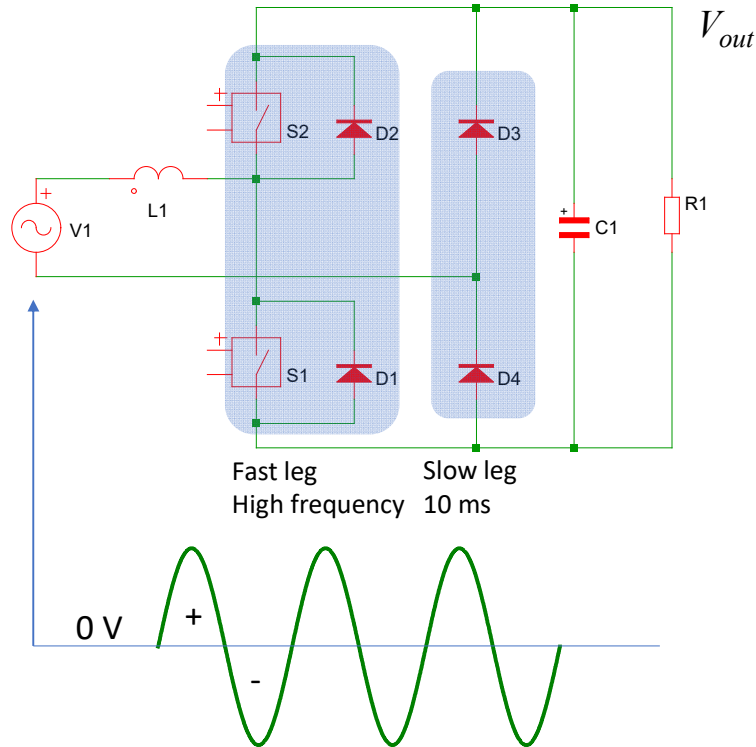 V_out
+
S2
D2
D3
+
L1
V1
+
C1
R1
+
S1
D1
D4
Fast leg
High frequency
Slow leg
10 ms
0 V
+
-